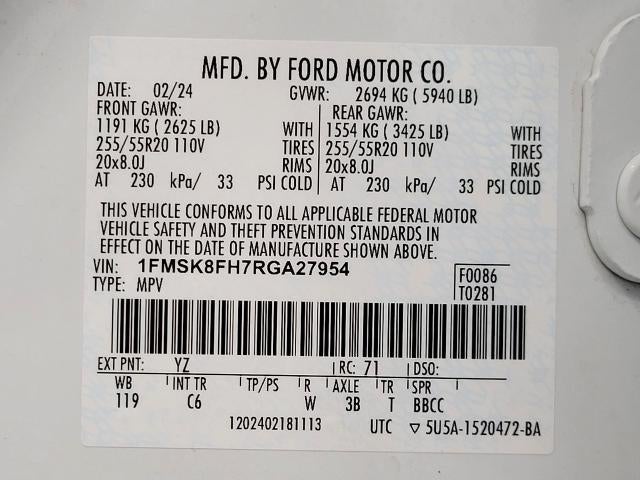 MFD. BY FORD MOTOR CO.
DATE: 02/24 GVWR: 2694 KG ( 5940 LB)
FRONT GAWR: REAR GAWR:
1191 KG ( 2625 LB) WITH 1554 KG ( 3425 LB) WITH
255/55R20 110V TIRES 255/55R20 110V TIRES
20x8.0J RIMS 20x8.0J RIMS
AT 230 kPa/ 33 PSI COLD AT 230 kPa/ 33 PSI COLD
THIS VEHICLE CONFORMS TO ALL APPLICABLE FEDERAL MOTOR
VEHICLE SAFETY AND THEFT PREVENTION STANDARDS IN
EFFECT ON THE DATE OF MANUFACTURE SHOWN ABOVE.
VIN: 1FMSK8FH7RGA27954 F0086
TYPE: MPV T0281
EXT PNT: YZ RC: 71 DSO:
WB INT TR TP/PS R AXLE TR SPR
119 C6 W 3B T BBCC
1202402181113 UTC ▽ 5U5A-1520472-BA